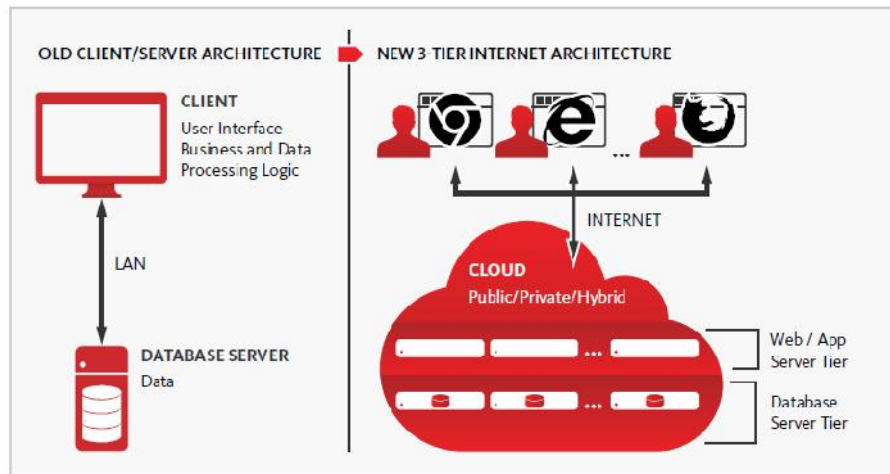 OLD CLIENT/SERVER ARCHITECTURE
CLIENT
User Interface
Business and Data
Processing Logic
LAN
DATABASE SERVER
Data
NEW 3-TIER INTERNET ARCHITECTURE
...
INTERNET
CLOUD
Public/Private/Hybrid
...
Web / App
Server Tier
...
Database
Server Tier